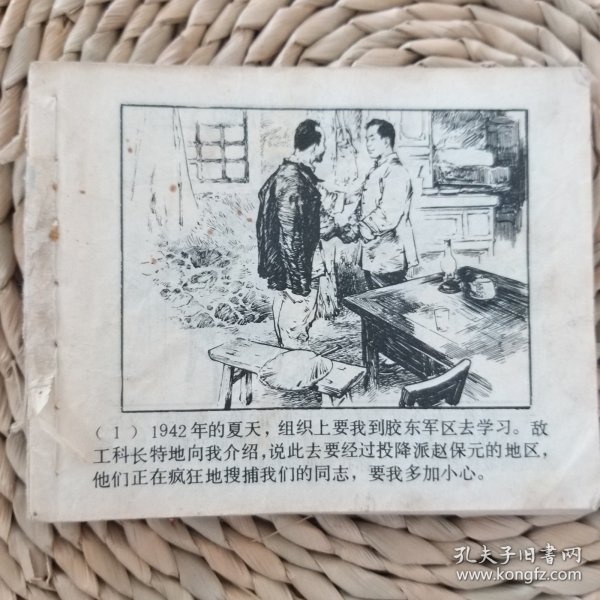 （1）1942年的夏天，组织上要我到胶东军区去学习。敌
工科长特地向我介绍，说此去要经过投降派赵保元的地区，
他们正在疯狂地搜捕我们的同志，要我多加小心。
孔夫子旧书网
www.kongfz.com